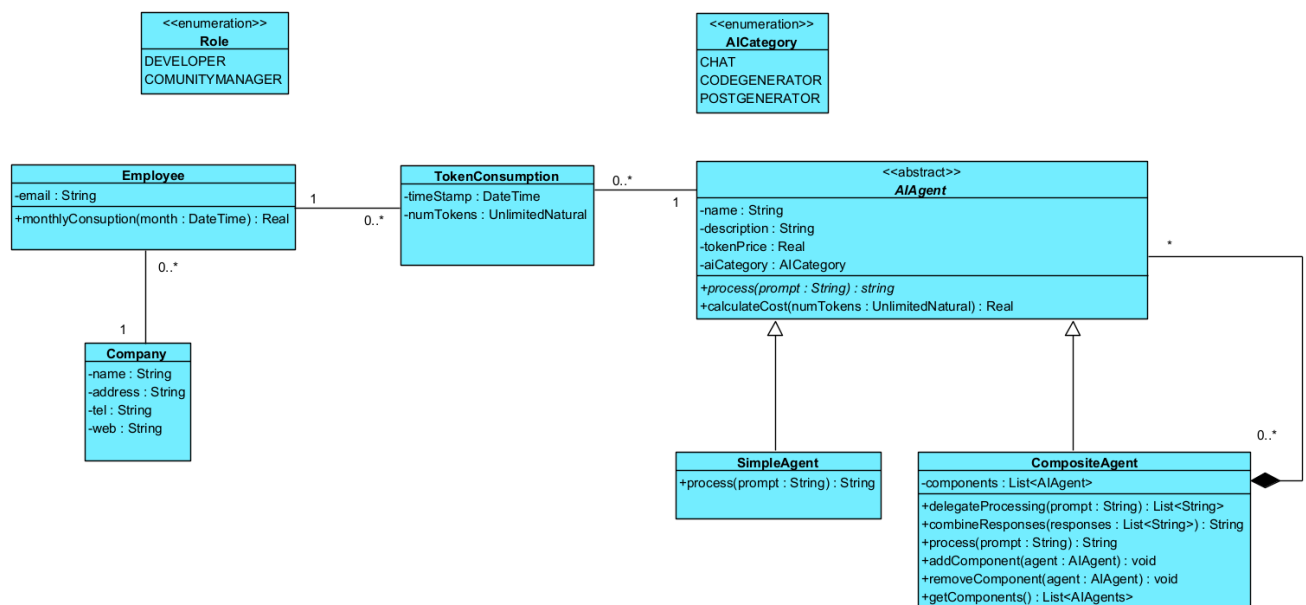 <<enumeration>>
Role
DEVELOPER
COMUNITYMANAGER
<<enumeration>>
AICategory
CHAT
CODEGENERATOR
POSTGENERATOR
Employee
-email : String
+monthlyConsuption(month : DateTime) : Real
1
0..*
TokenConsumption
-timeStamp : DateTime
-numTokens : UnlimitedNatural
0..*
1
<<abstract>>
AIAgent
-name : String
-description : String
-tokenPrice : Real
-aiCategory : AICategory
+process(prompt : String) : string
+calculateCost(numTokens : UnlimitedNatural) : Real
*
0..*
0..*
1
Company
-name : String
-address : String
-tel : String
-web : String
SimpleAgent
+process(prompt : String) : String
CompositeAgent
-components : List<AIAgent>
+delegateProcessing(prompt : String) : List<String>
+combineResponses(responses : List<String>) : String
+process(prompt : String) : String
+addComponent(agent : AIAgent) : void
+removeComponent(agent : AIAgent) : void
+getComponents() : List<AIAgents>